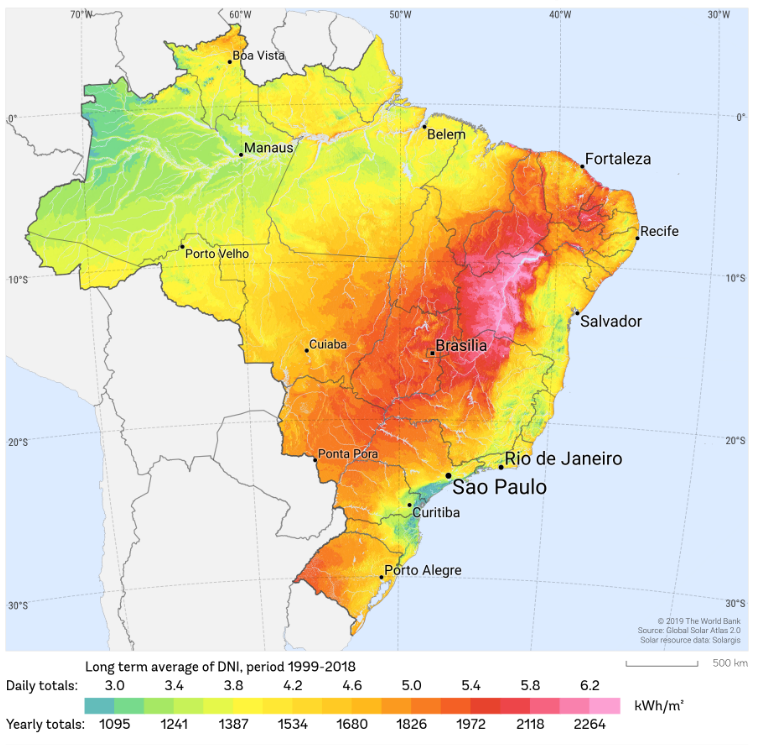 70°W 60°W 50°W 40°W 30°W
Boa Vista
0° 0°
Belem
Manaus
Fortaleza
Recife
Porto Velho
10°S 10°S
Salvador
Cuiaba
Brasilia
20°S 20°S
Ponta Pora
Rio de Janeiro
Sao Paulo
Curitiba
Porto Alegre
30°S 30°S
© 2019 The World Bank
Source: Global Solar Atlas 2.0
Solar resource data: Solargis
Long term average of DNI, period 1999-2018
500 km
Daily totals: 3.0 3.4 3.8 4.2 4.6 5.0 5.4 5.8 6.2
kWh/m²
Yearly totals: 1095 1241 1387 1534 1680 1826 1972 2118 2264